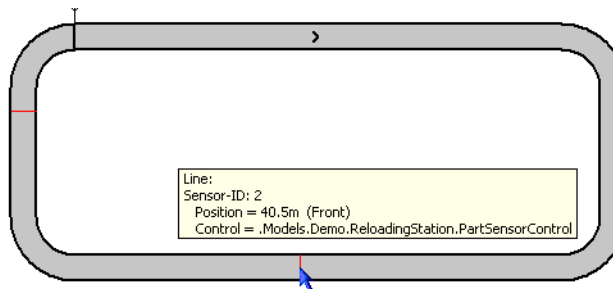 Line:
Sensor-ID: 2
Position = 40.5m (Front)
Control = .Models.Demo.ReloadingStation.PartSensorControl